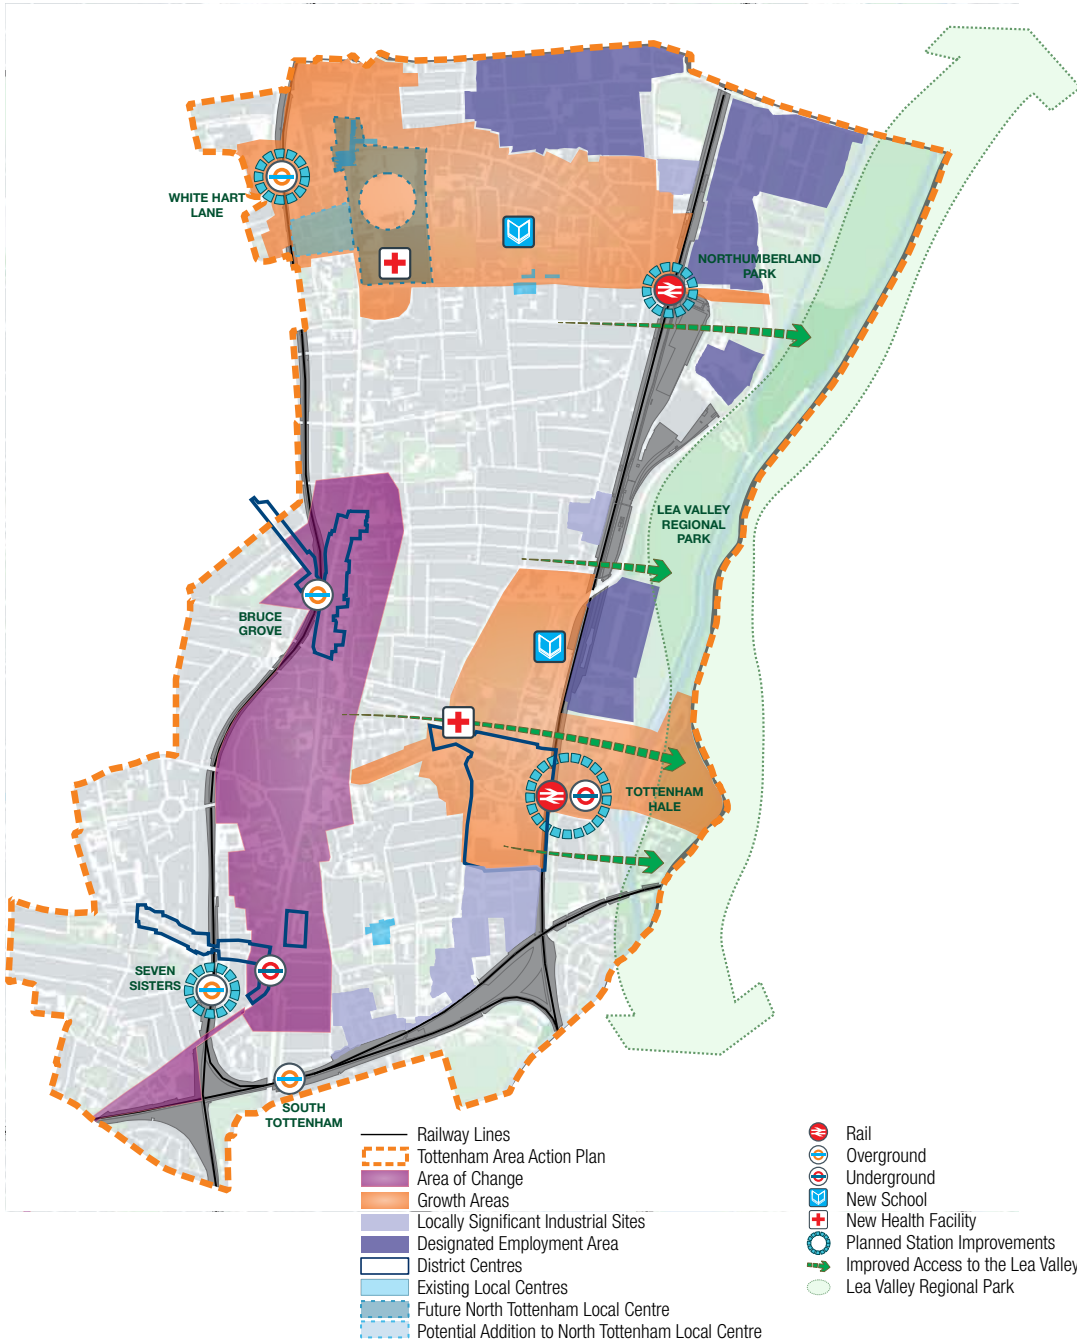 WHITE HART
LANE
NORTHUMBERLAND
PARK
LEA VALLEY
REGIONAL
PARK
BRUCE
GROVE
TOTTENHAM
HALE
SEVEN
SISTERS
SOUTH
TOTTENHAM
Railway Lines
Tottenham Area Action Plan
Area of Change
Growth Areas
Locally Significant Industrial Sites
Designated Employment Area
District Centres
Existing Local Centres
Future North Tottenham Local Centre
Potential Addition to North Tottenham Local Centre
Rail
Overground
Underground
New School
New Health Facility
Planned Station Improvements
Improved Access to the Lea Valley
Lea Valley Regional Park